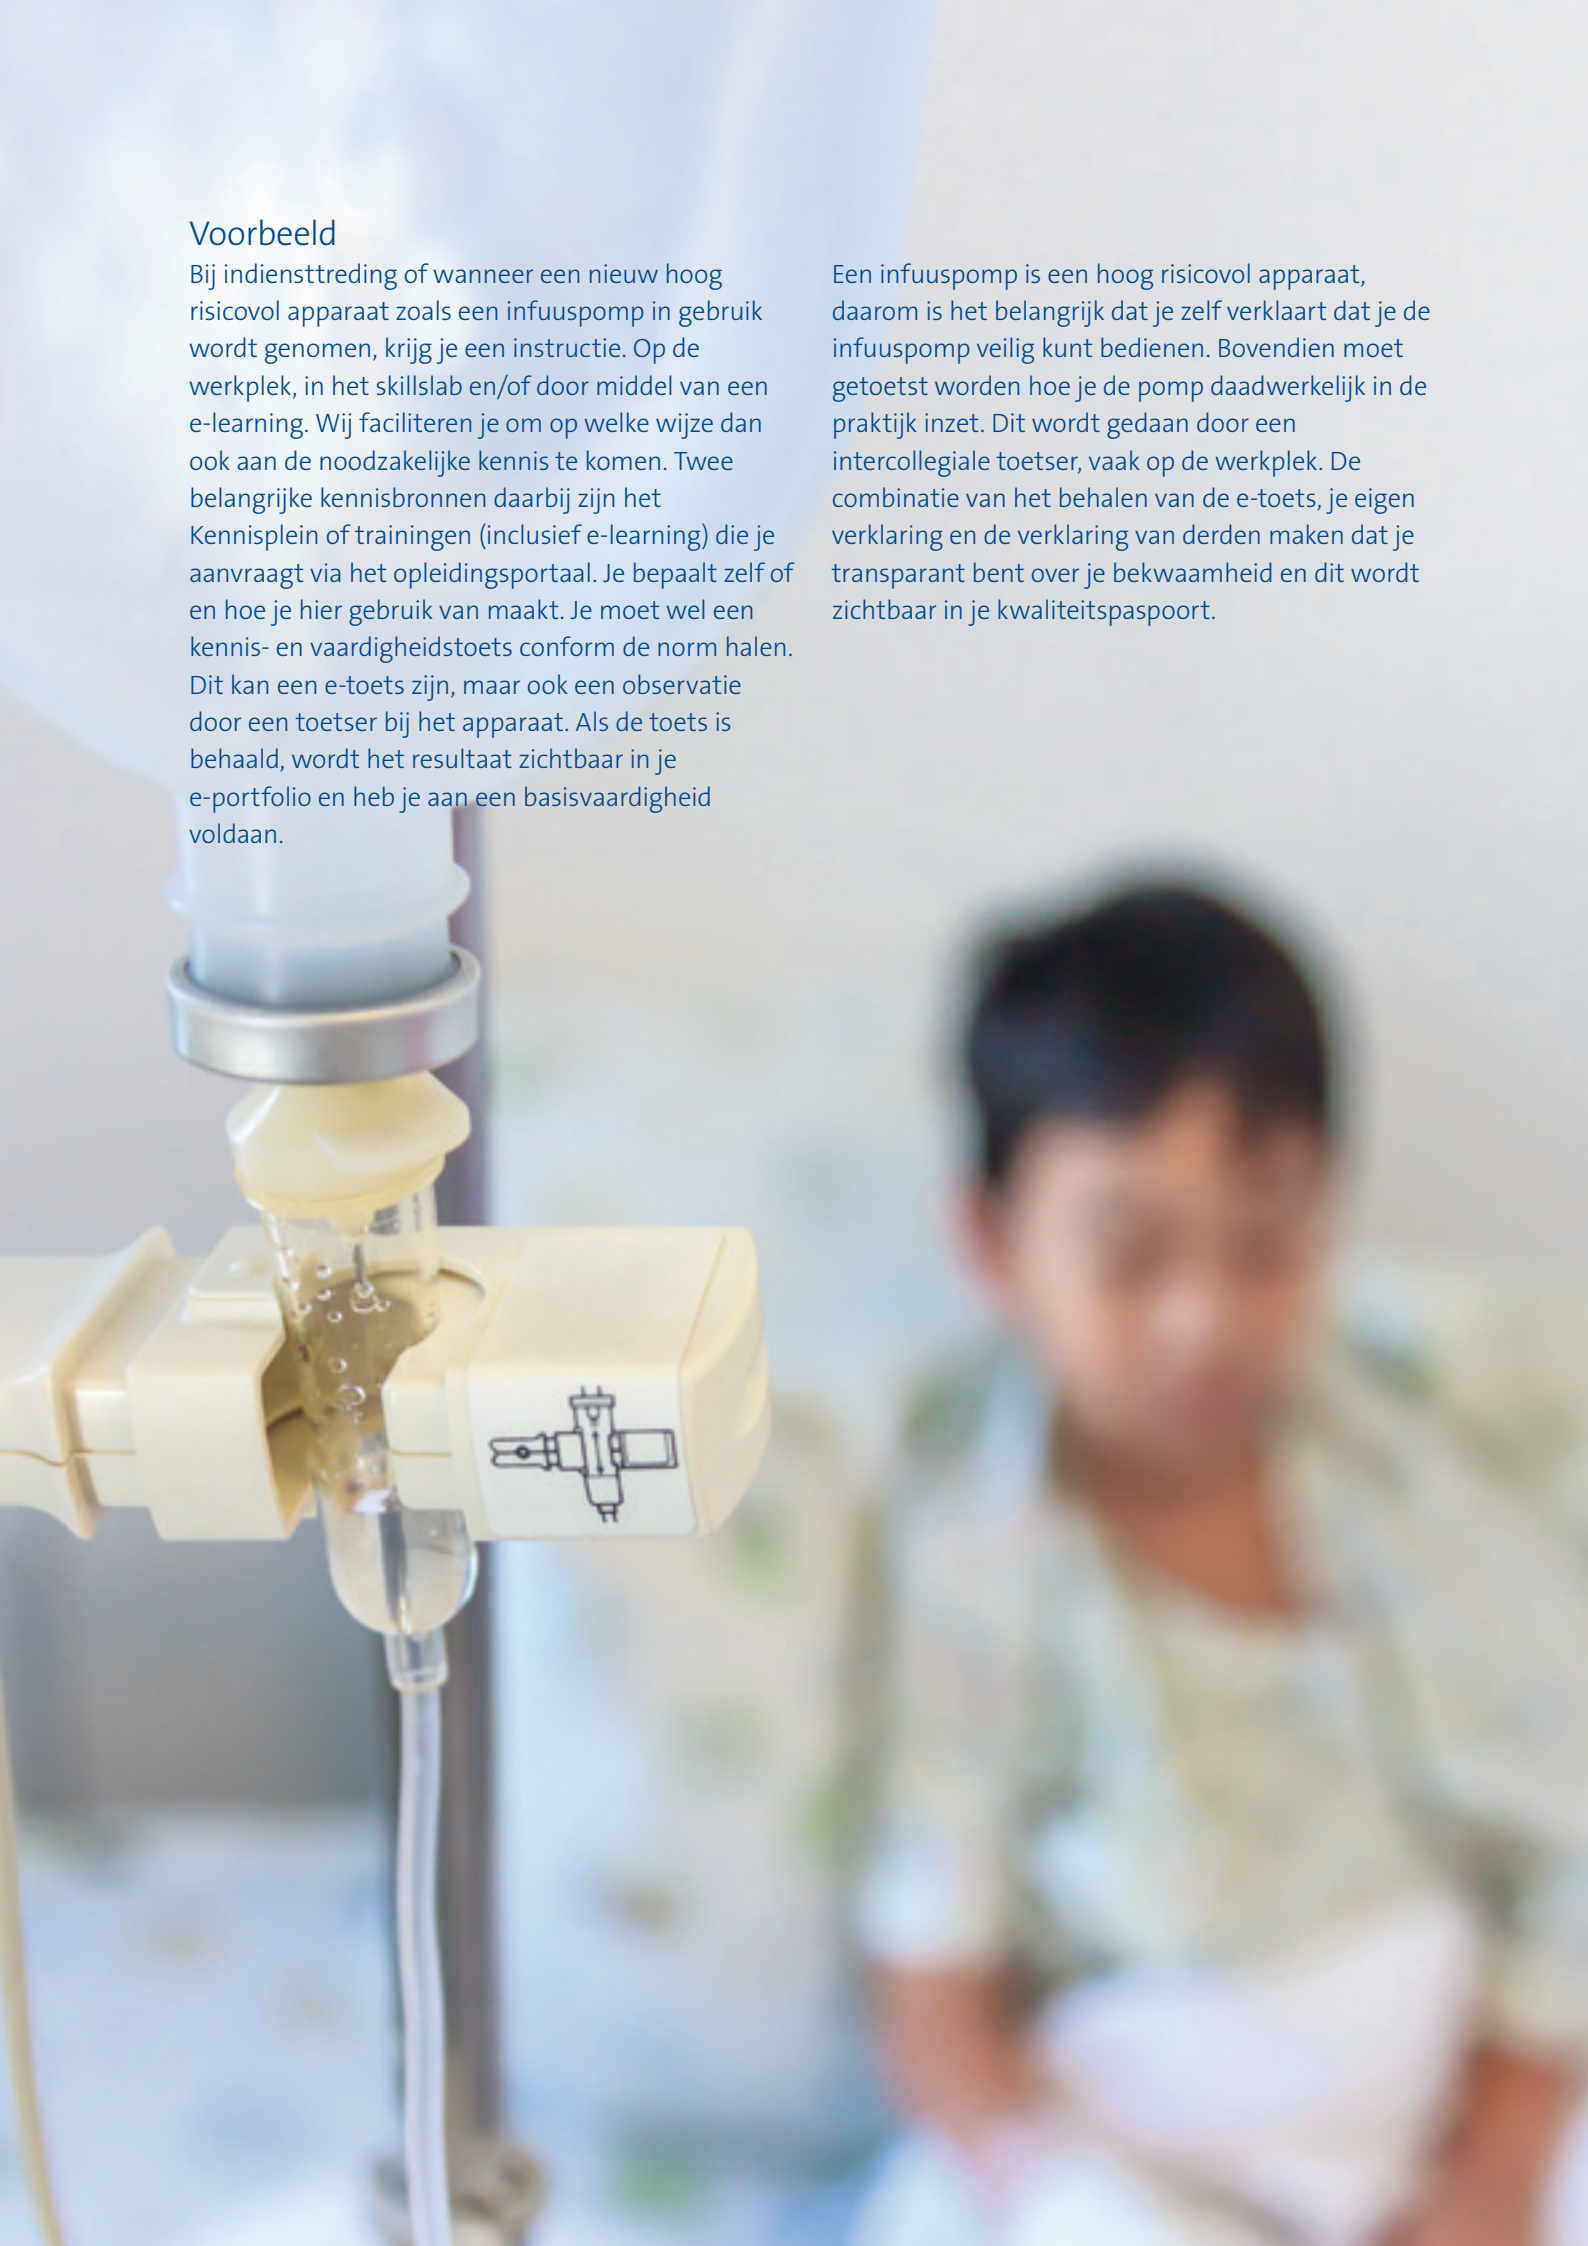 Voorbeeld
Bij indiensttreding of wanneer een nieuw hoog
risicovol apparaat zoals een infuuspomp in gebruik
wordt genomen, krijg je een instructie. Op de
werkplek, in het skillslab en/of door middel van een
e-learning. Wij faciliteren je om op welke wijze dan
ook aan de noodzakelijke kennis te komen. Twee
belangrijke kennisbronnen daarbij zijn het
Kennisplein of trainingen (inclusief e-learning) die je
aanvraagt via het opleidingsportaal. Je bepaalt zelf of
en hoe je hier gebruik van maakt. Je moet wel een
kennis- en vaardigheidstoets conform de norm halen.
Dit kan een e-toets zijn, maar ook een observatie
door een toetser bij het apparaat. Als de toets is
behaald, wordt het resultaat zichtbaar in je
e-portfolio en heb je aan een basisvaardigheid
voldaan.
Een infuuspomp is een hoog risicovol apparaat,
daarom is het belangrijk dat je zelf verklaart dat je de
infuuspomp veilig kunt bedienen. Bovendien moet
getoetst worden hoe je de pomp daadwerkelijk in de
praktijk inzet. Dit wordt gedaan door een
intercollegiale toetser, vaak op de werkplek. De
combinatie van het behalen van de e-toets, je eigen
verklaring en de verklaring van derden maken dat je
transparant bent over je bekwaamheid en dit wordt
zichtbaar in je kwaliteitspaspoort.